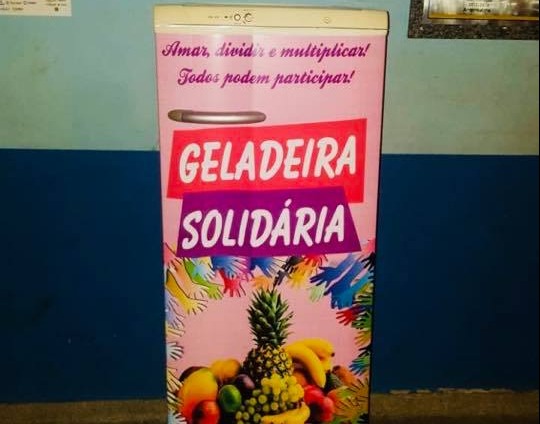 Amar, dividir e multiplicar!
Todos podem participar!
GELADEIRA
SOLIDÁRIA